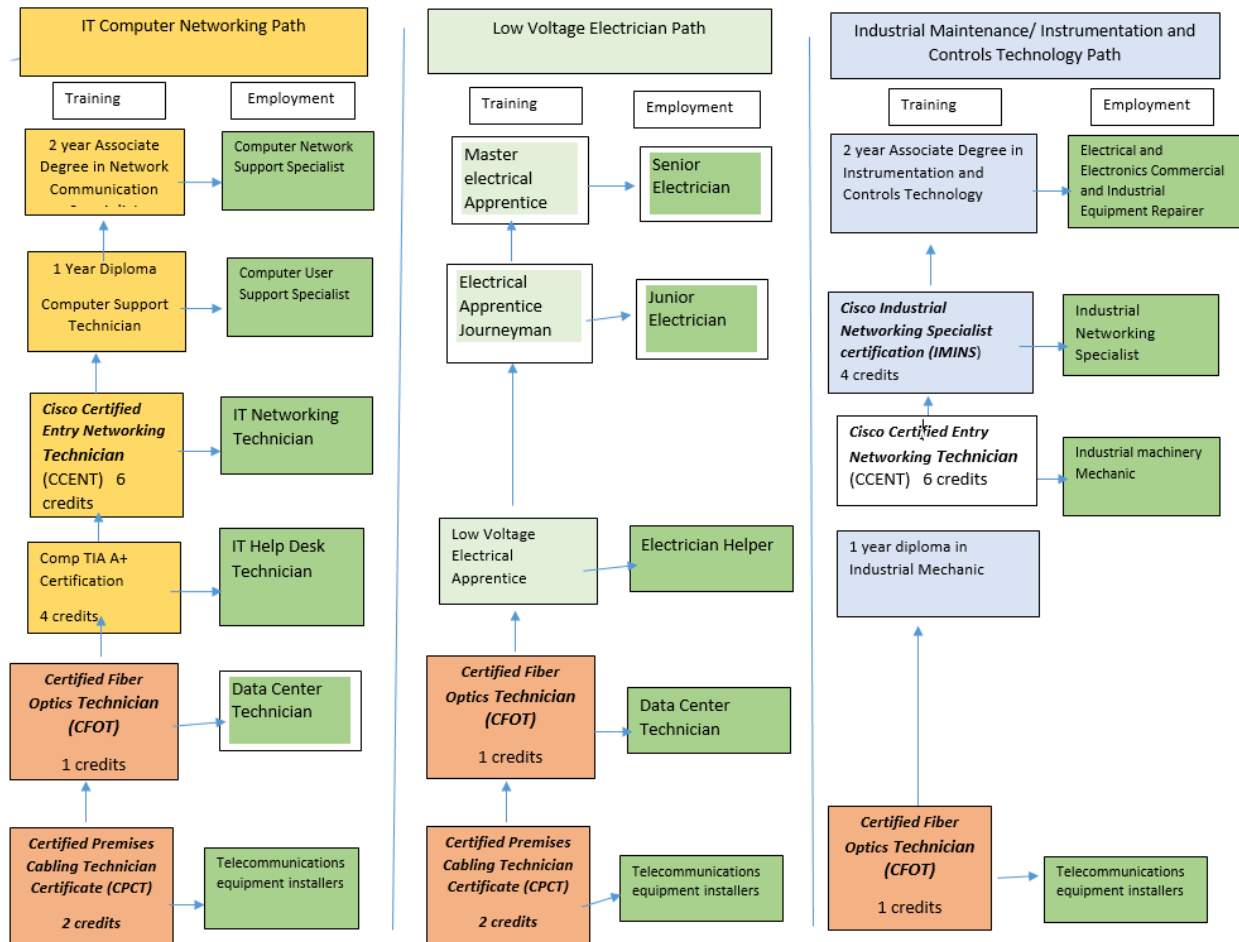 IT Computer Networking Path
Training
Employment
2 year Associate
Degree in Network
Communication
Computer Network
Support Specialist
1 Year Diploma
Computer Support
Technician
Computer User
Support Specialist
Cisco Certified
Entry Networking
Technician
(CCENT) 6
credits
IT Networking
Technician
Comp TIA A+
Certification
4 credits
IT Help Desk
Technician
Certified Fiber
Optics Technician
(CFOT)
1 credits
Data Center
Technician
Certified Premises
Cabling Technician
Certificate (CPCT)
2 credits
Telecommunications
equipment installers
Low Voltage Electrician Path
Training
Employment
Master
electrical
Apprentice
Senior
Electrician
Electrical
Apprentice
Journeyman
Junior
Electrician
Low Voltage
Electrical
Apprentice
Electrician Helper
Certified Fiber
Optics Technician
(CFOT)
1 credits
Data Center
Technician
Certified Premises
Cabling Technician
Certificate (CPCT)
2 credits
Telecommunications
equipment installers
Industrial Maintenance/ Instrumentation and
Controls Technology Path
Training
Employment
2 year Associate Degree in
Instrumentation and
Controls Technology
Electrical and
Electronics Commercial
and Industrial
Equipment Repairer
Cisco Industrial
Networking Specialist
certification (IMINS)
4 credits
Industrial
Networking
Specialist
Cisco Certified Entry
Networking Technician
(CCENT) 6 credits
Industrial machinery
Mechanic
1 year diploma in
Industrial Mechanic
Certified Fiber
Optics Technician
(CFOT)
1 credits
Telecommunications
equipment installers